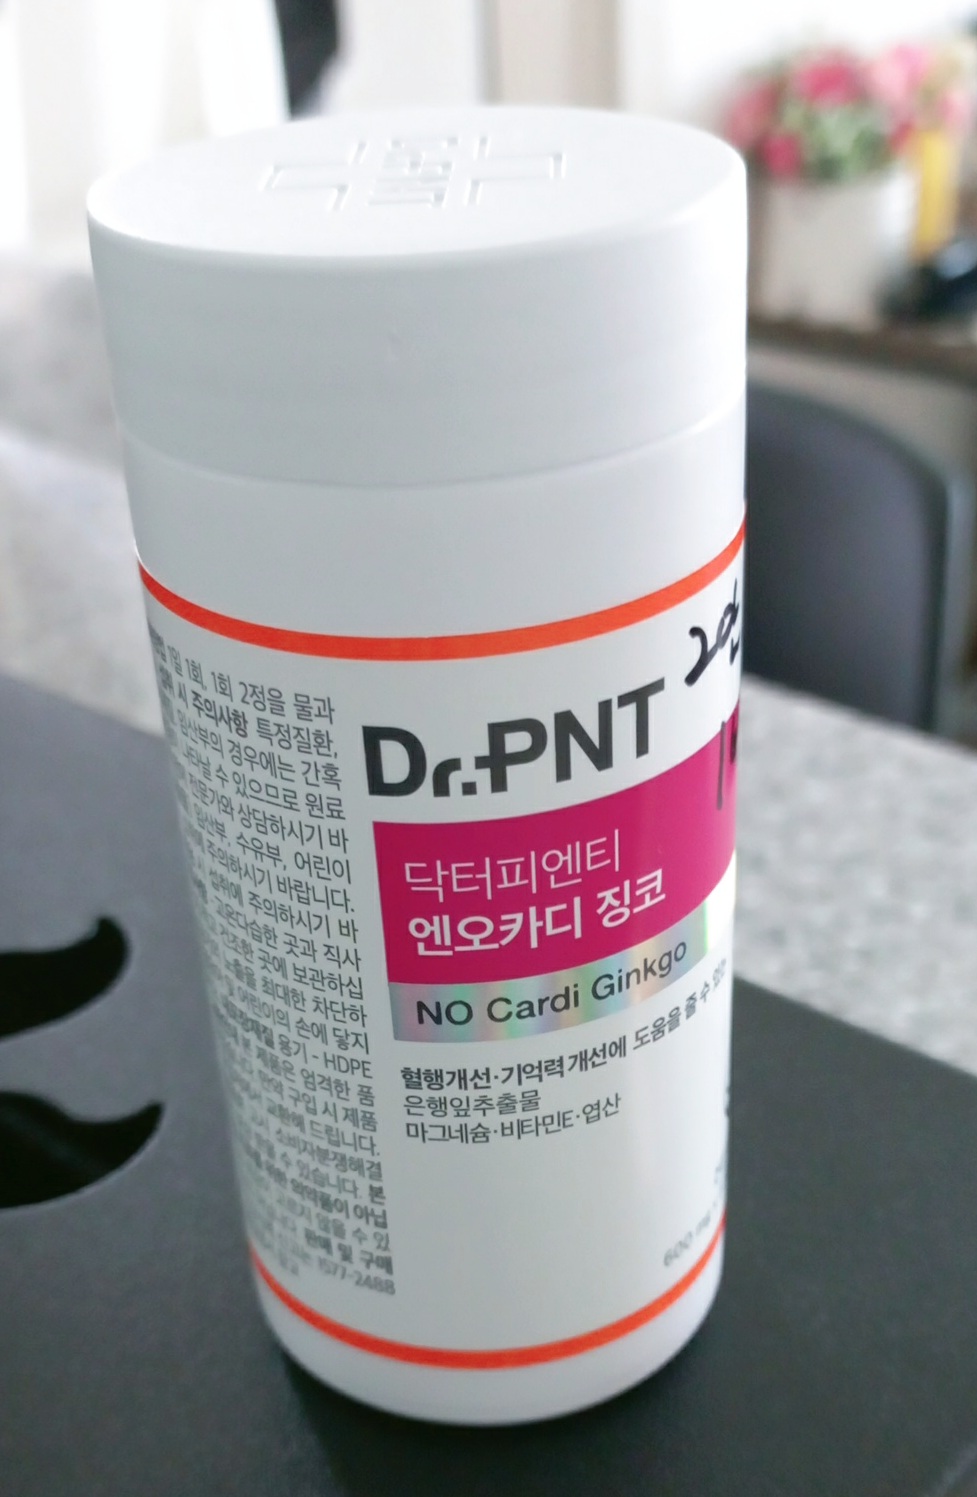 Dr.PNT
닥터피엔티
엔오카디 징코
NO Cardi Ginkgo
혈행개선·기억력개선에 도움을 줄 수
은행잎추출물
마그네슘·비타민E·엽산
600 mg
1일 1회, 1회 2정을 물과
시 주의사항 특정질환,
임산부의 경우에는 간혹
나타날 수 있으므로 원료
전문가와 상담하시기 바
임산부, 수유부, 어린이
주의하시기 바랍니다.
시 섭취에 주의하시기 바
고온다습한 곳과 직사
건조한 곳에 보관하십
노출을 최대한 차단하
및 어린이의 손에 닿지
용기 - HDPE
본 제품은 엄격한 품
만약 구입 시 제품
교환해 드립니다.
소비자분쟁해결
수 있습니다. 본
의약품이 아닙
않을 수 있
판매 및 구매
1577-2488